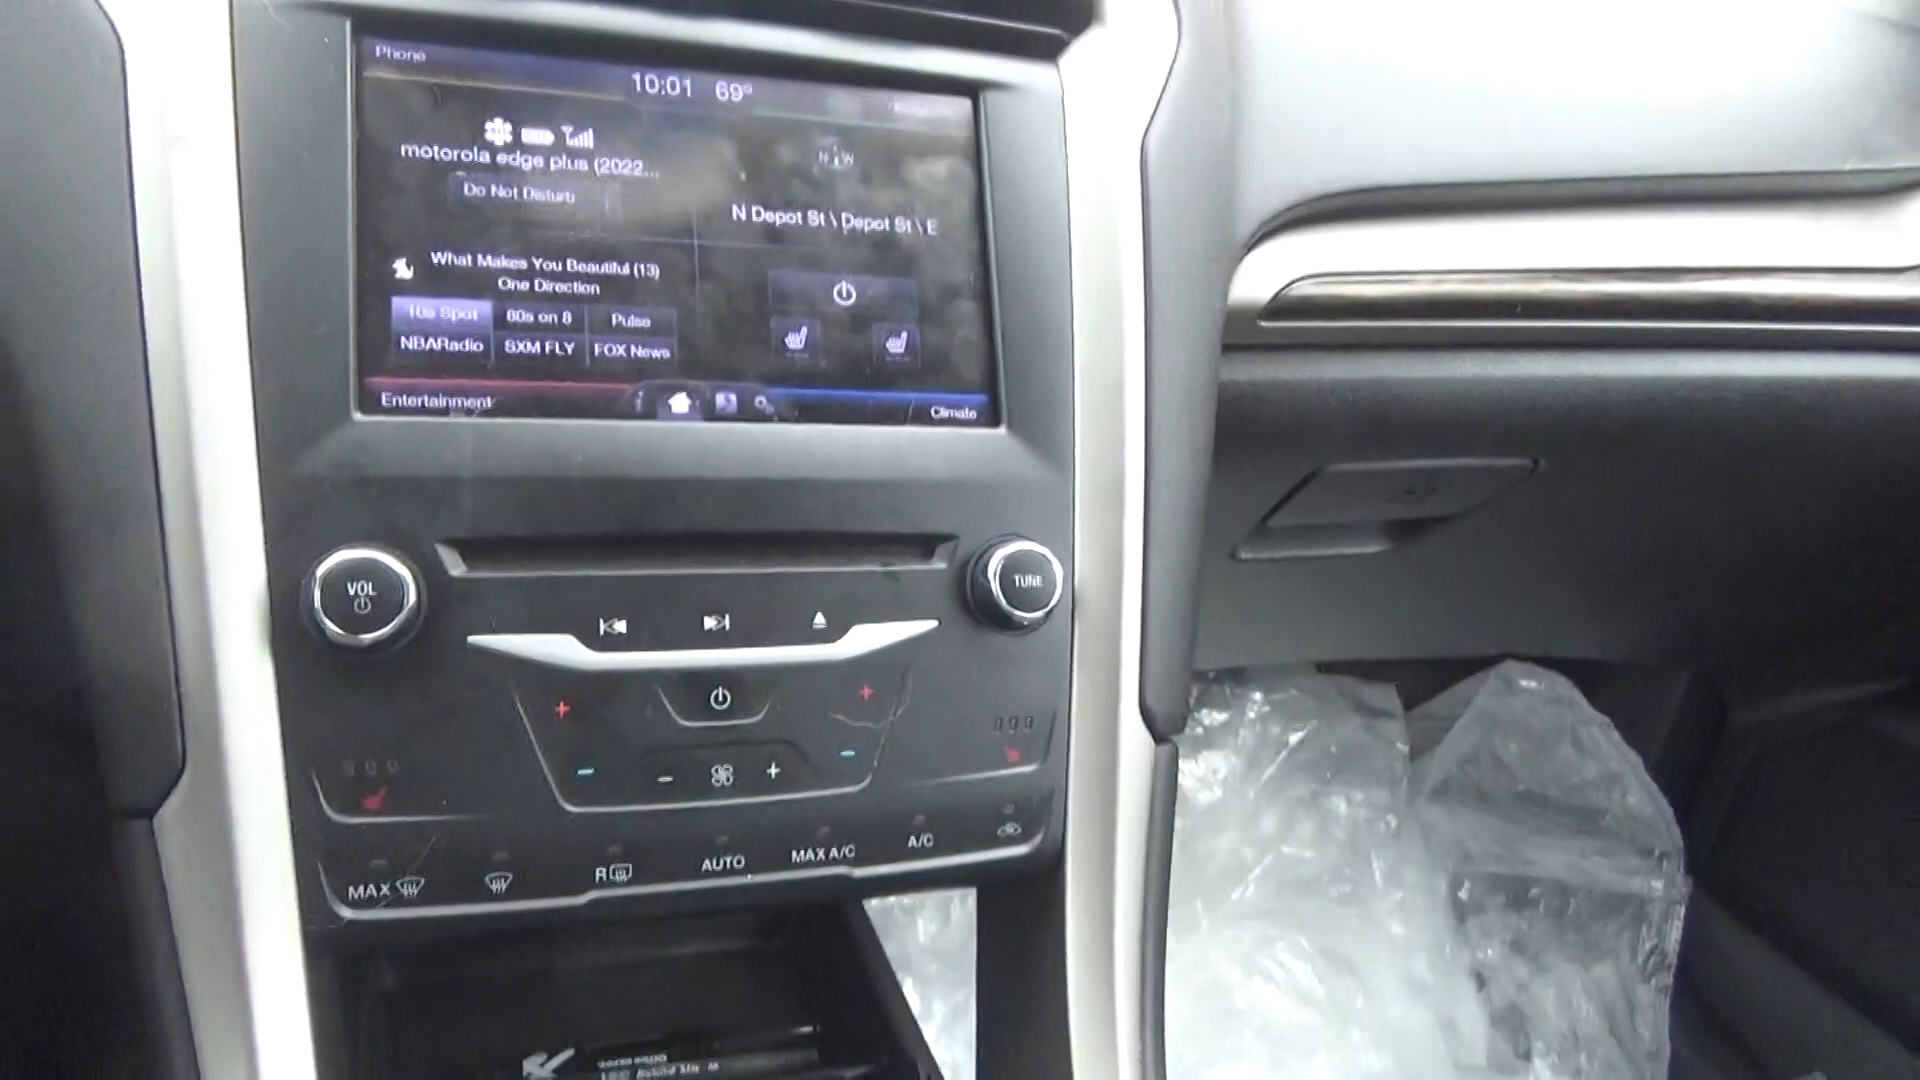 Phone
10:01 69°
motorola edge plus (2022...
Do Not Disturb
N W
N Depot St \ Depot St \ E
What Makes You Beautiful (13)
One Direction
10s Spot 80s on 8 Pulse
NBARadio SXM FLY FOX News
Entertainment
Climate
VOL
TUNE
+ +
- - + -
MAX R AUTO MAX A/C A/C